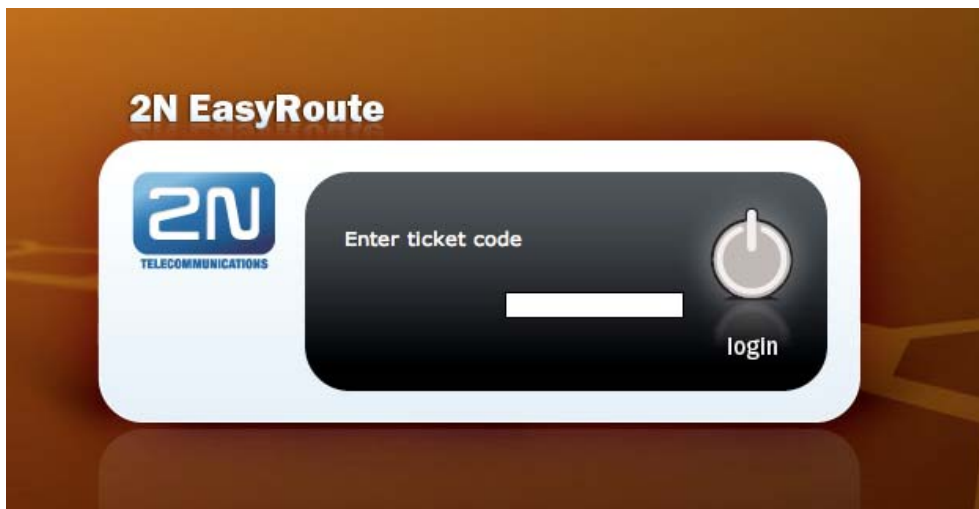 2N EasyRoute
2N
TELECOMMUNICATIONS
Enter ticket code
login